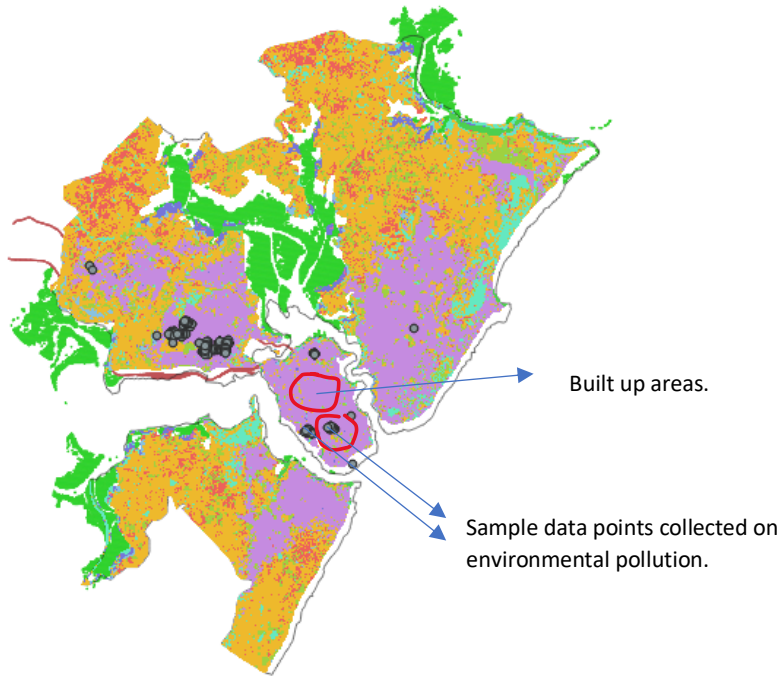 Built up areas.
Sample data points collected on
environmental pollution.